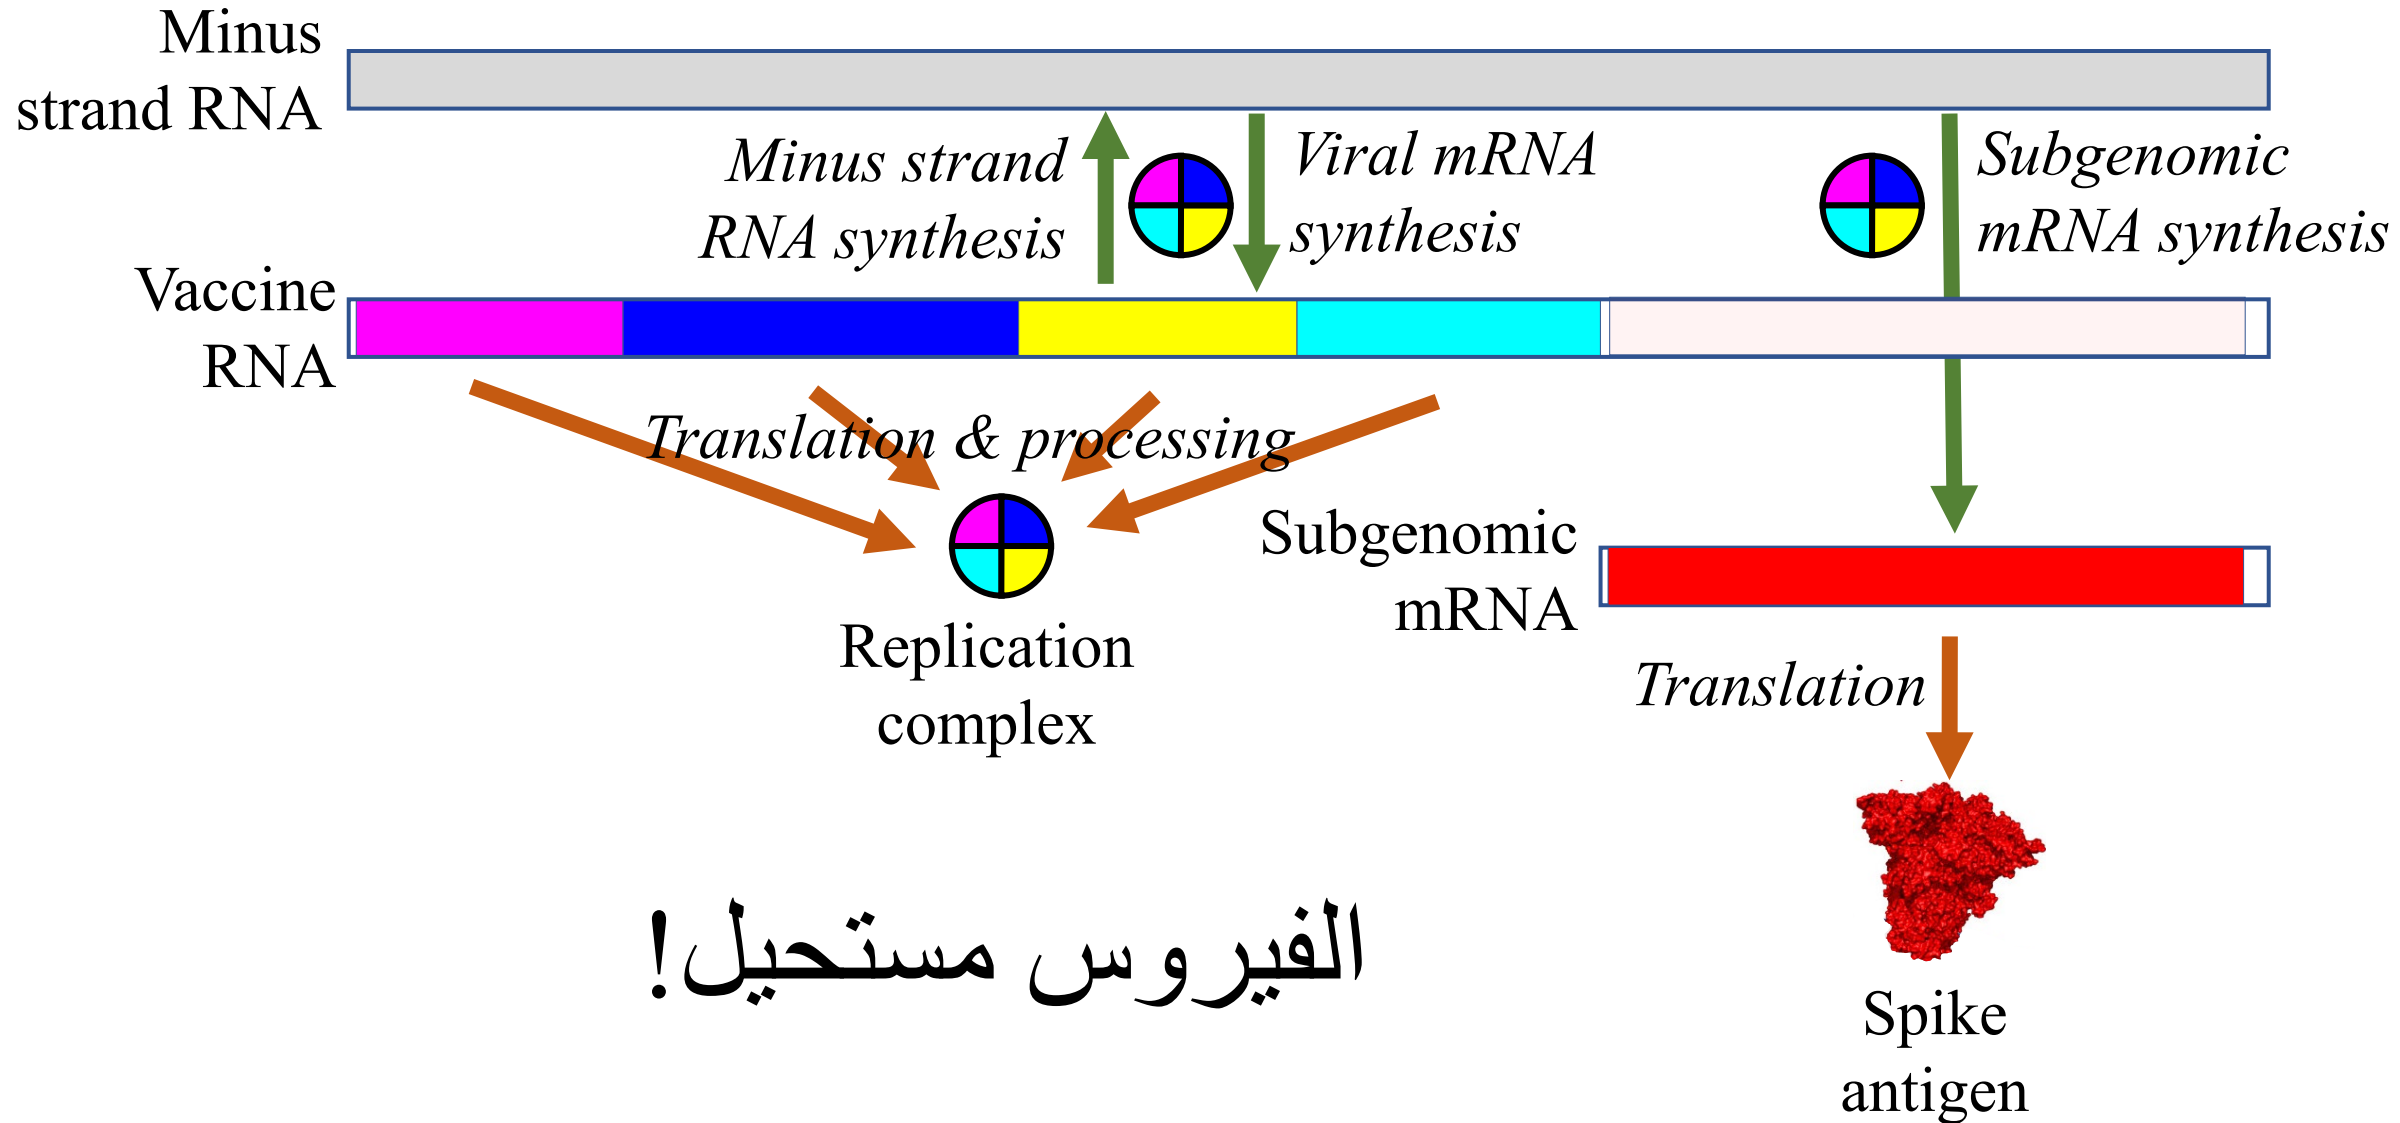 Minus
strand RNA
Minus strand
RNA synthesis
Viral mRNA
synthesis
Subgenomic
mRNA synthesis
Vaccine
RNA
Translation & processing
Replication
complex
Subgenomic
mRNA
Translation
الفيروس مستحيل!
Spike
antigen